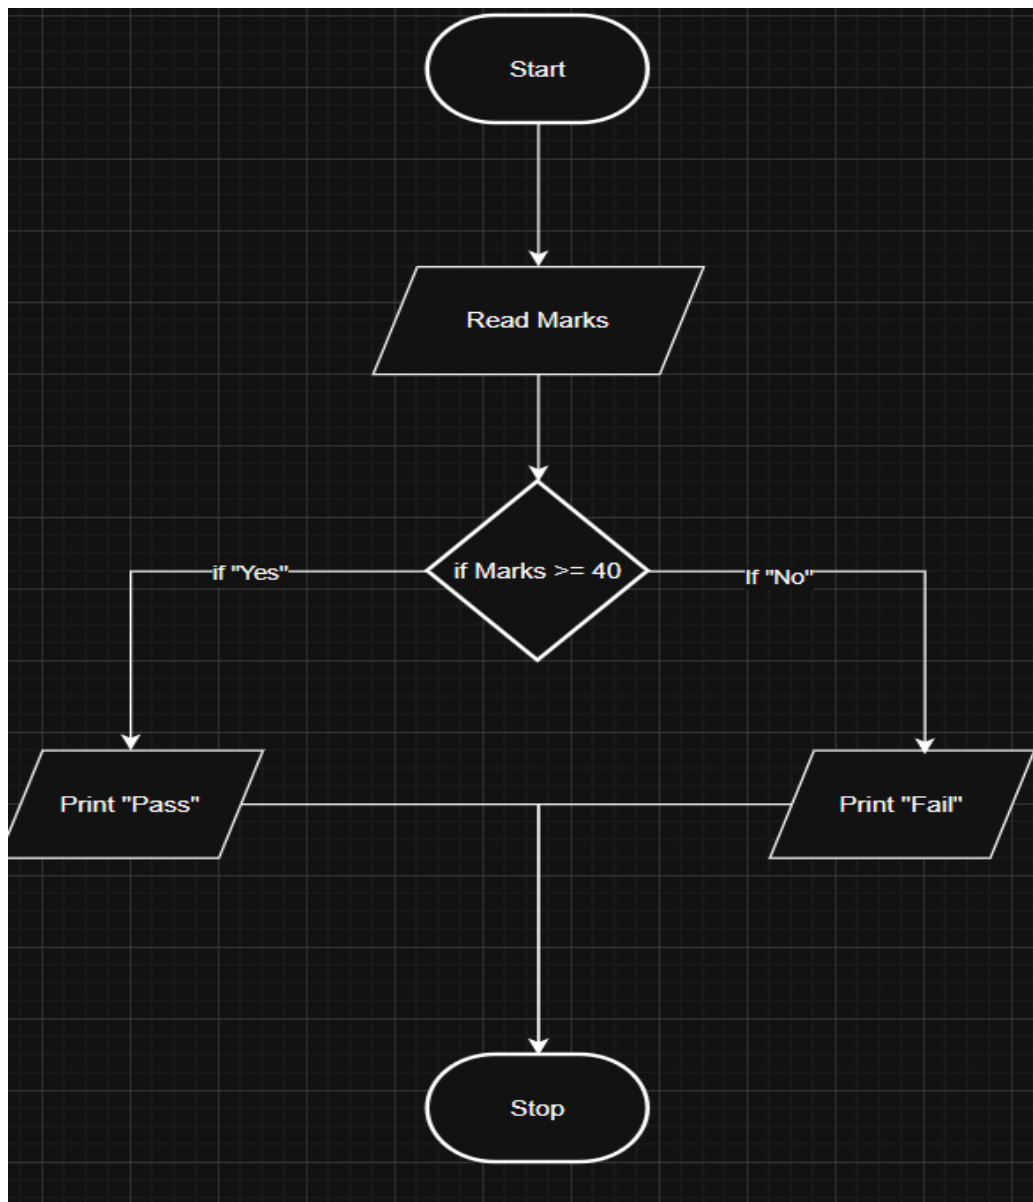 Start
Read Marks
if "Yes"
if Marks >= 40
If "No"
Print "Pass"
Print "Fail"
Stop